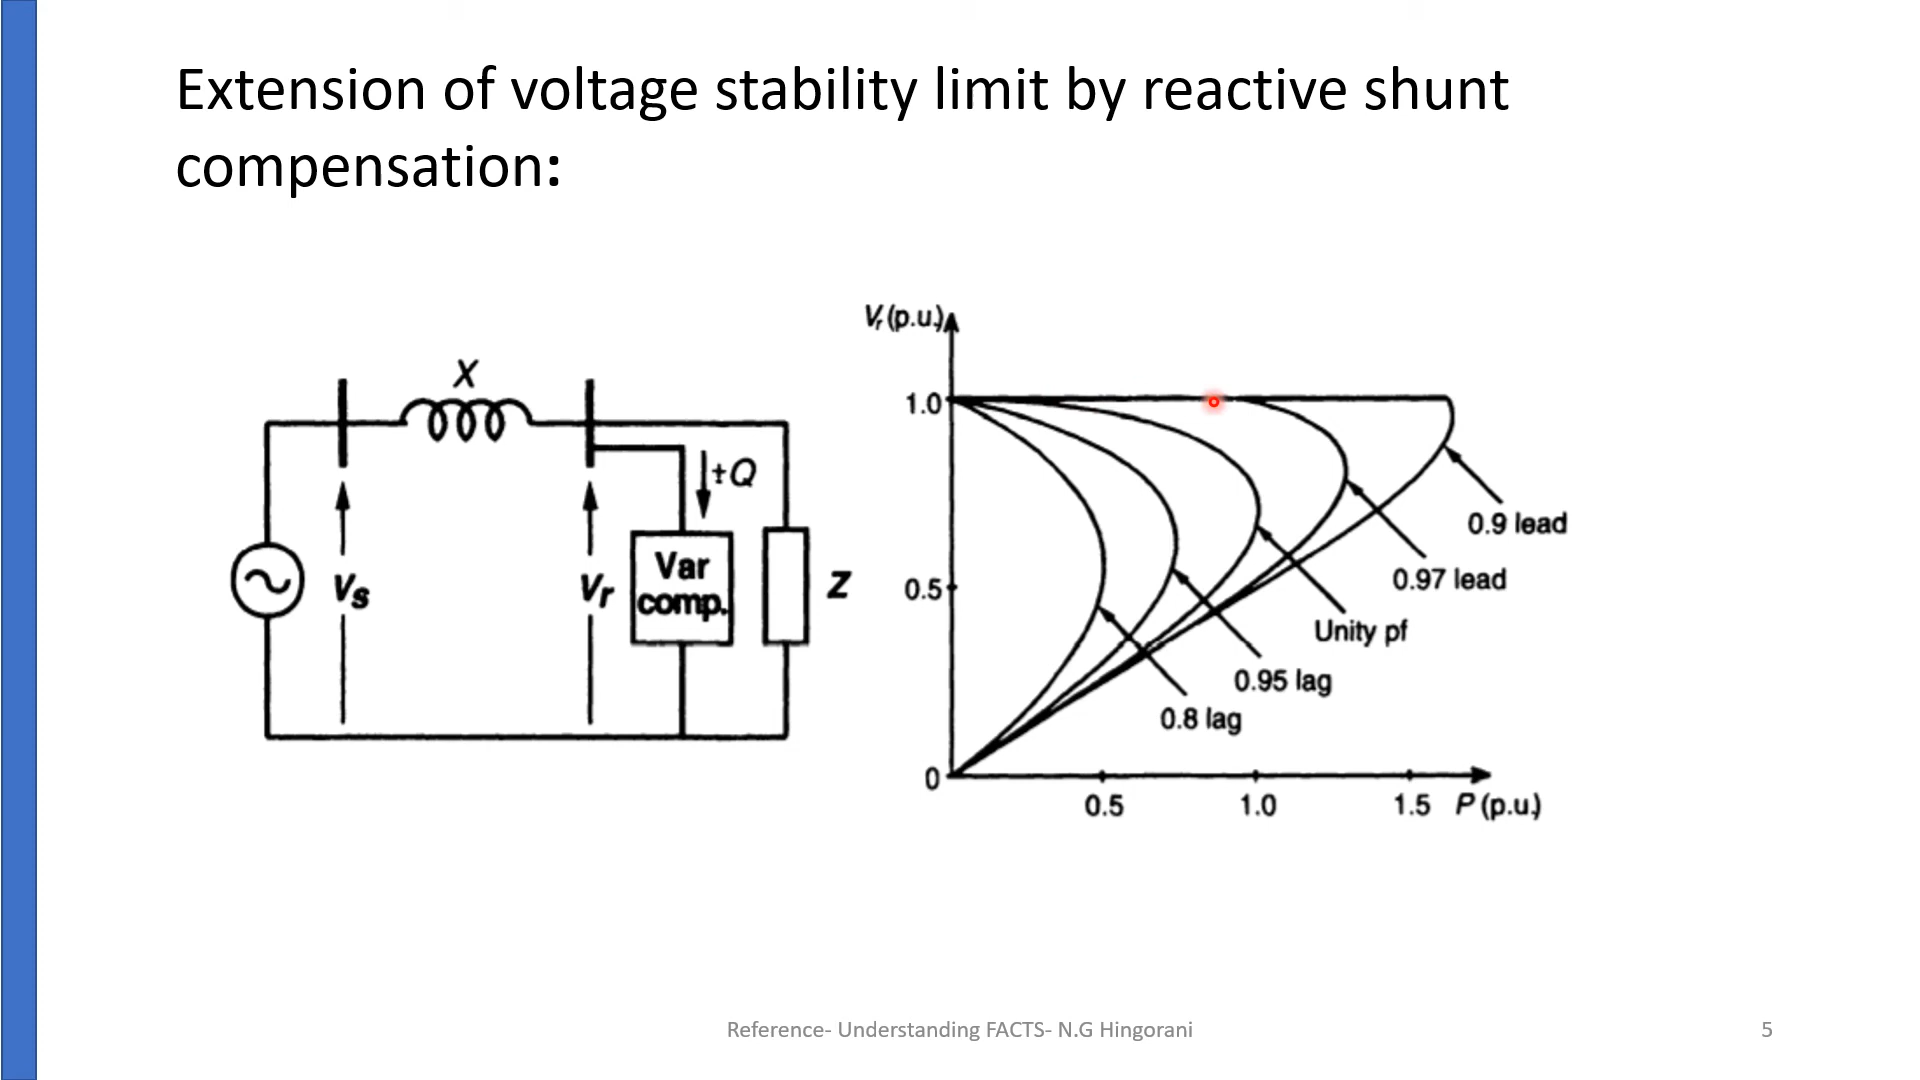 Extension of voltage stability limit by reactive shunt
compensation:
X
±Q
Vs
Vr
Var
comp.
Z
Vr (p.u.)
1.0
0.5
0
0.5
1.0
1.5
P (p.u.)
0.9 lead
0.97 lead
Unity pf
0.95 lag
0.8 lag
Reference- Understanding FACTS- N.G Hingorani
5